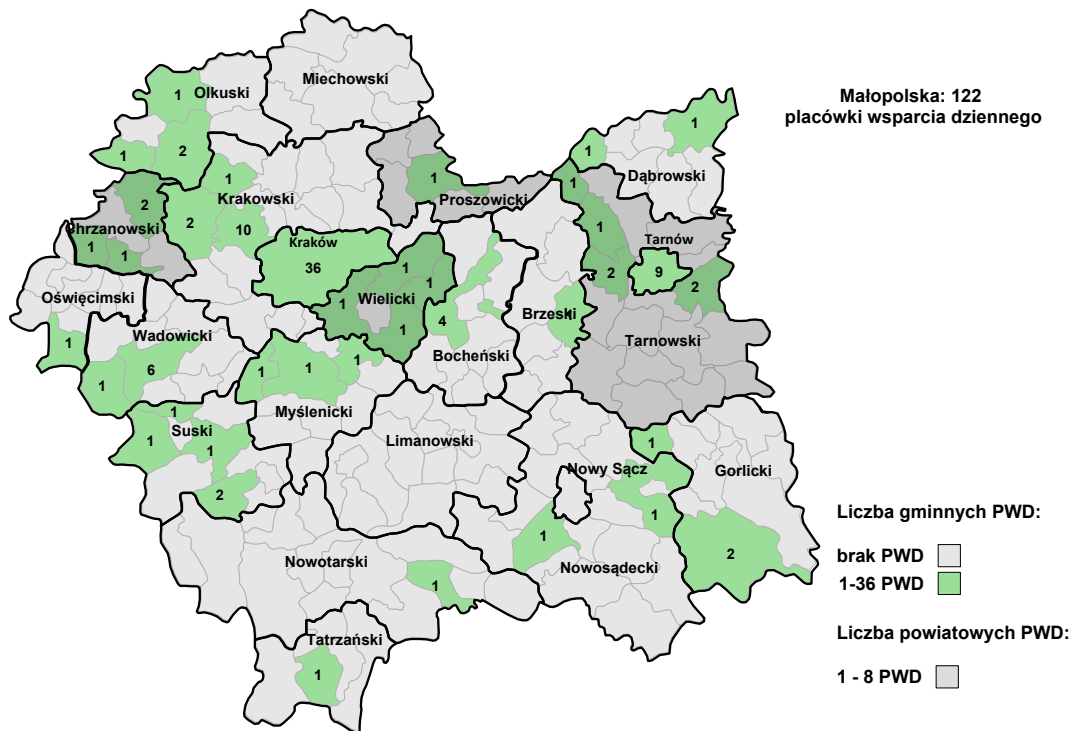 Miechowski
Olkuski
1
Małopolska: 122
placówki wsparcia dziennego
1
1
2
1
Dąbrowski
1
1
1
Krakowski
Proszowicki
2
Chrzanowski
2
10
1
Tarnów
1
1
Kraków
36
1
2
9
2
Wielicki
1
1
Oświęcimski
1
1
4
Brzeski
Wadowicki
Tarnowski
1
6
Bocheński
1
1
1
1
Myślenicki
1
Suski
1
1
Limanowski
1
Nowy Sącz
Gorlicki
2
1
1
2
Nowotarski
Nowosądecki
1
Tatrzański
1
Liczba gminnych PWD:
brak PWD
1-36 PWD
Liczba powiatowych PWD:
1 - 8 PWD